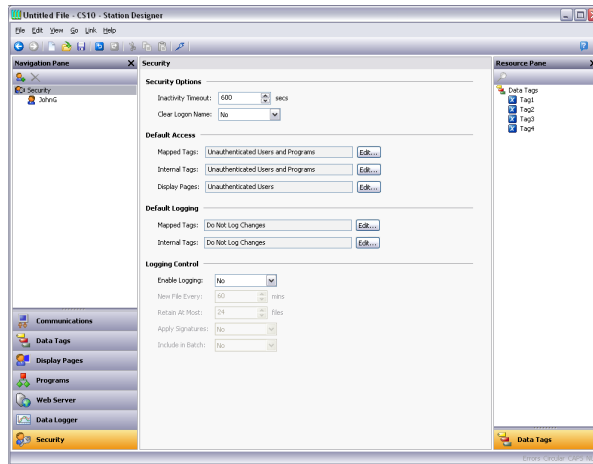 Untitled File - CS10 - Station Designer
File Edit View Go Link Help
Navigation Pane X
Security
JohnG
Communications
Data Tags
Display Pages
Programs
Web Server
Data Logger
Security
Security
Security Options
Inactivity Timeout: 600 secs
Clear Logon Name: No
Default Access
Mapped Tags: Unauthenticated Users and Programs Edit...
Internal Tags: Unauthenticated Users and Programs Edit...
Display Pages: Unauthenticated Users Edit...
Default Logging
Mapped Tags: Do Not Log Changes Edit...
Internal Tags: Do Not Log Changes Edit...
Logging Control
Enable Logging: No
New File Every: 60 mins
Retain At Most: 24 files
Apply Signatures: No
Include in Batch: No
Resource Pane
Data Tags
Tag1
Tag2
Tag3
Tag4
Data Tags
Errors Circular CAPS